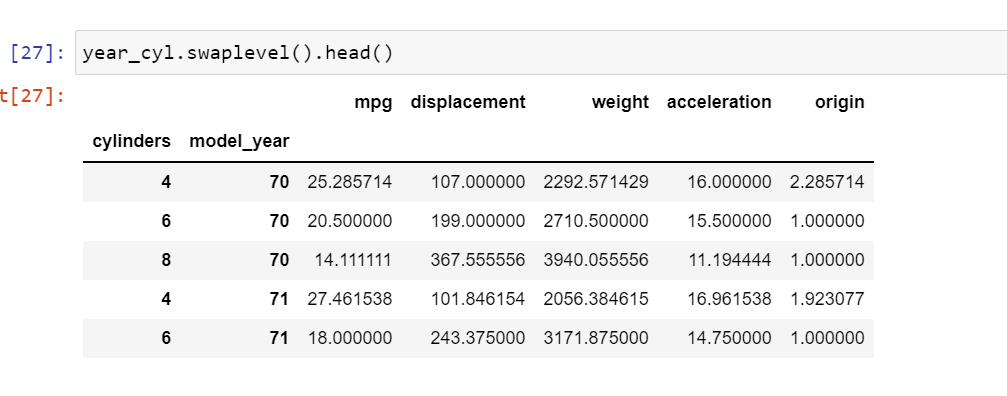 [27]: year_cyl.swaplevel().head()
t[27]:
mpg displacement weight acceleration origin
cylinders model_year
4 70 25.285714 107.000000 2292.571429 16.000000 2.285714
6 70 20.500000 199.000000 2710.500000 15.500000 1.000000
8 70 14.111111 367.555556 3940.055556 11.194444 1.000000
4 71 27.461538 101.846154 2056.384615 16.961538 1.923077
6 71 18.000000 243.375000 3171.875000 14.750000 1.000000